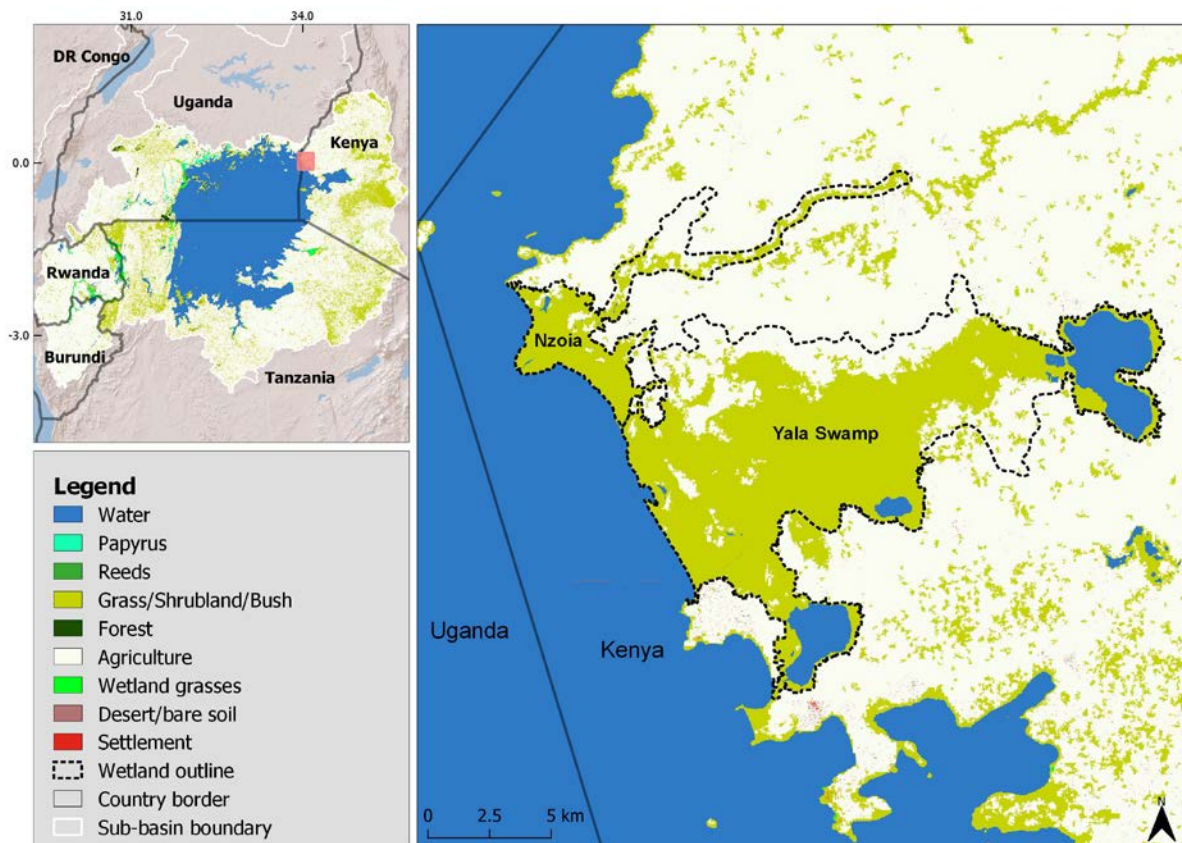 31.0
34.0
DR Congo
Uganda
Kenya
0.0
Rwanda
-3.0
Burundi
Tanzania
Legend
Water
Papyrus
Reeds
Grass/Shrubland/Bush
Forest
Agriculture
Wetland grasses
Desert/bare soil
Settlement
Wetland outline
Country border
Sub-basin boundary
Nzoia
Yala Swamp
Uganda
Kenya
0 2.5 5 km
N